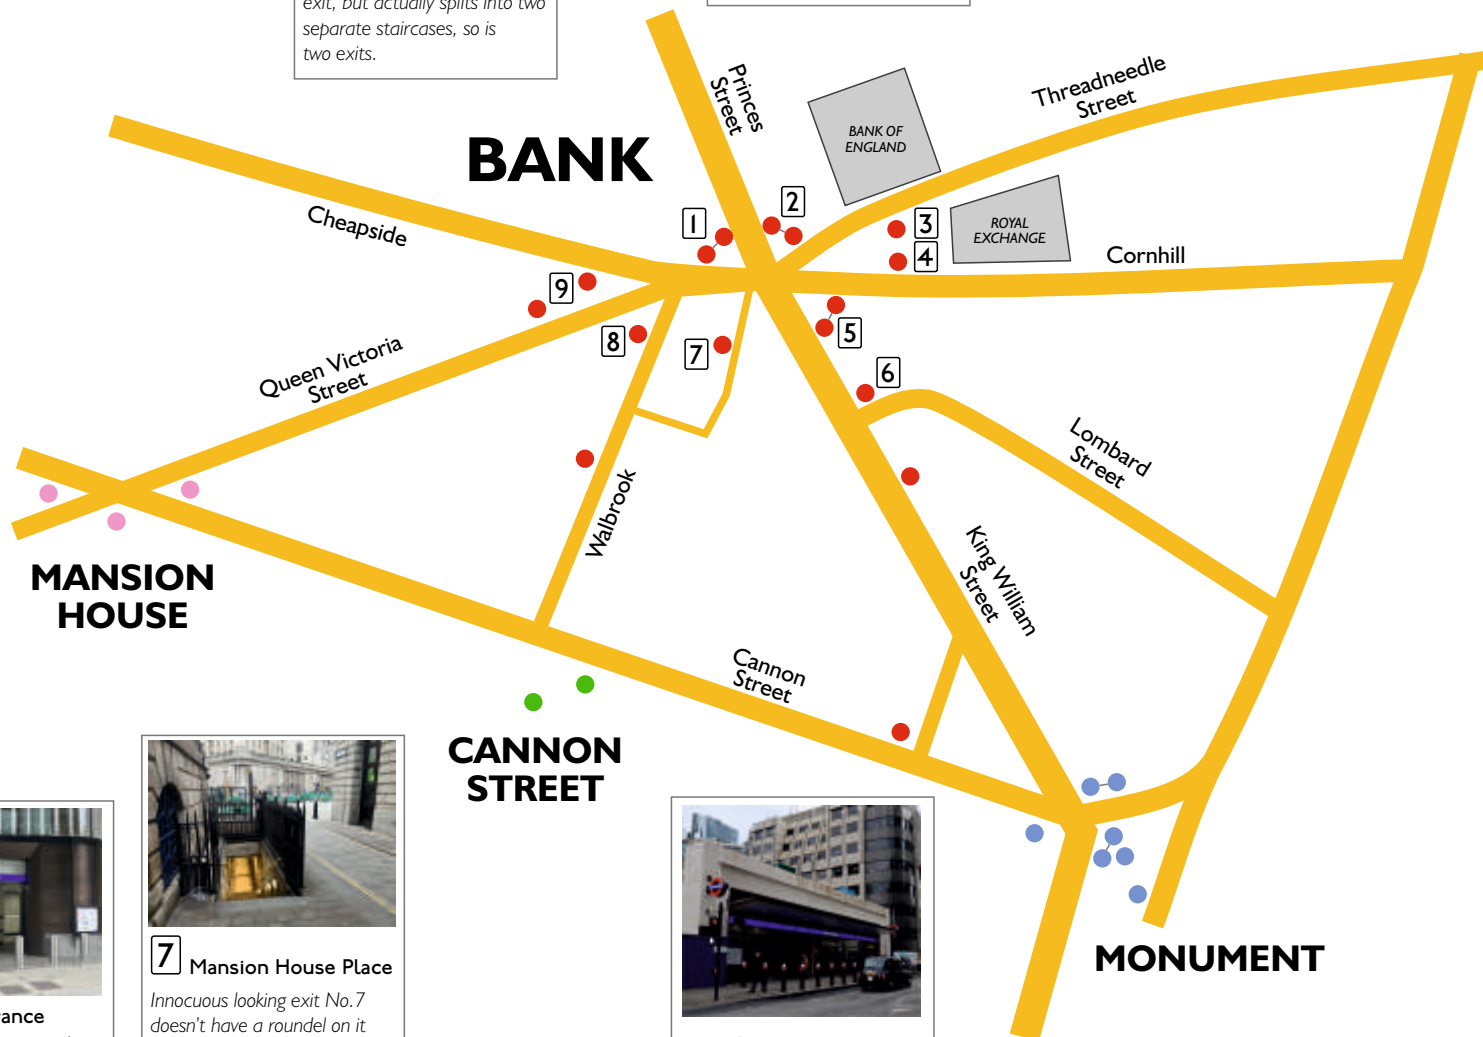 exit, but actually splits into two
separate staircases, so is
two exits.
Princes
Street
Threadneedle
Street
BANK OF
ENGLAND
BANK
Cheapside
1
2
3
4
ROYAL
EXCHANGE
Cornhill
9
8
7
5
6
Queen Victoria
Street
Lombard
Street
Walbrook
King William
Street
MANSION
HOUSE
Cannon
Street
CANNON
STREET
MONUMENT
7 Mansion House Place
Innocuous looking exit No.7
doesn't have a roundel on it